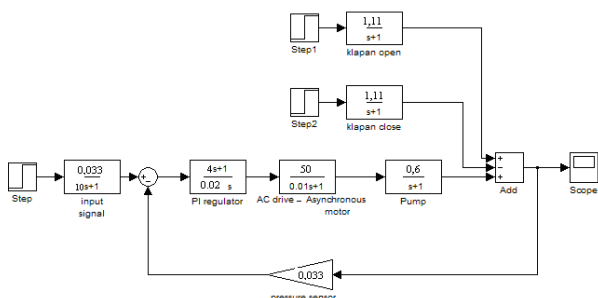 1,11
s+1
Step1
klapan open
1,11
s+1
Step2
klapan close
+
−
+
0,033
10s+1
Step
input
signal
+
−
4s+1
0.02 s
PI regulator
50
0.01s+1
AC drive – Asynchronous
motor
0,6
s+1
Pump
Add
Scope
0,033
pressure sensor